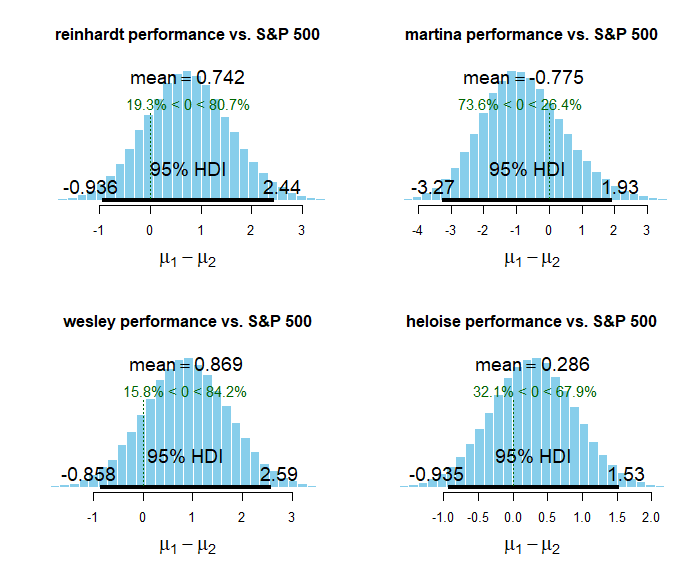 reinhardt performance vs. S&P 500
mean = 0.742
19.3% < 0 < 80.7%
95% HDI
-0.936 2.44
-1 0 1 2 3
μ1 − μ2
martina performance vs. S&P 500
mean = -0.775
73.6% < 0 < 26.4%
95% HDI
-3.27 1.93
-4 -3 -2 -1 0 1 2 3
μ1 − μ2
wesley performance vs. S&P 500
mean = 0.869
15.8% < 0 < 84.2%
95% HDI
-0.858 2.59
-1 0 1 2 3
μ1 − μ2
heloise performance vs. S&P 500
mean = 0.286
32.1% < 0 < 67.9%
95% HDI
-0.935 1.53
-1.0 -0.5 0.0 0.5 1.0 1.5 2.0
μ1 − μ2